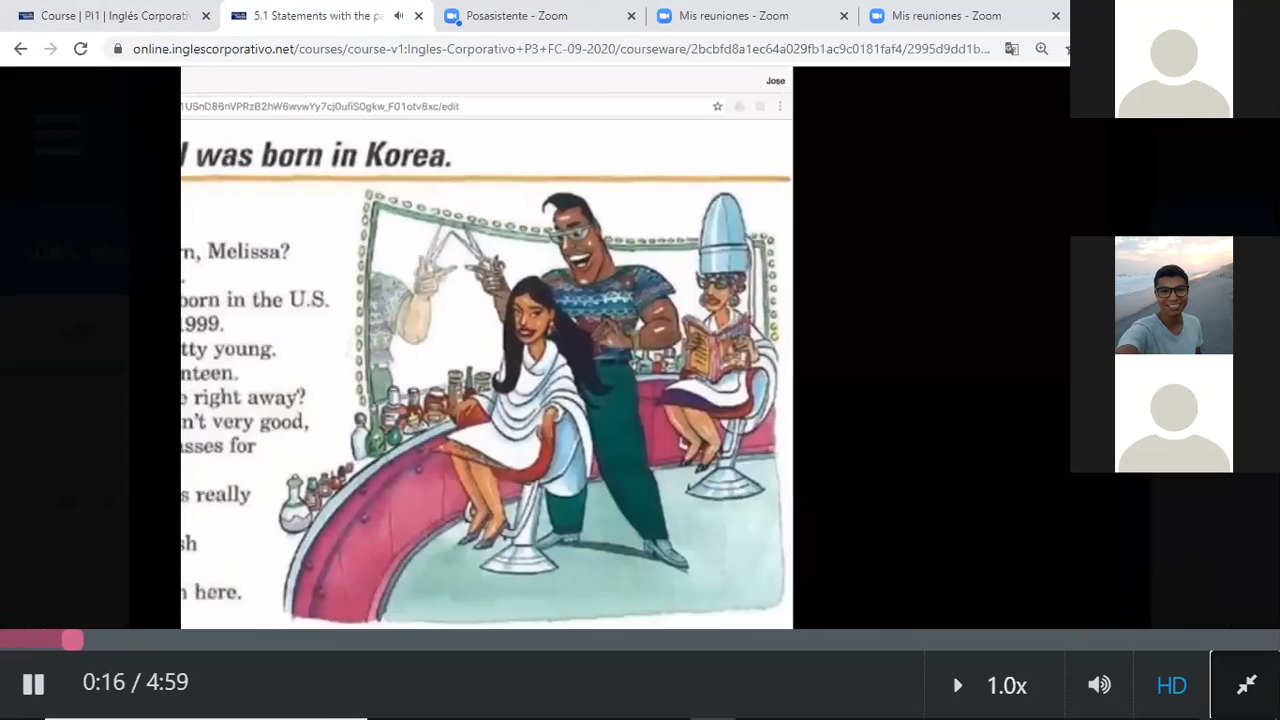 Course | PI1 | Inglés Corporativ
5.1 Statements with the pa
Posasistente - Zoom
Mis reuniones - Zoom
Mis reuniones - Zoom
online.inglescorporativo.net/courses/course-v1:Ingles-Corporativo+P3+FC-09-2020/courseware/2bcbfd8a1ec64a029fb1ac9c0181faf4/2995d9dd1b...
Jose
I was born in Korea.
rn, Melissa?
born in the U.S.
1999.
tty young.
nteen.
e right away?
n't very good,
asses for
s really
sh
n here.
0:16 / 4:59
1.0x
HD